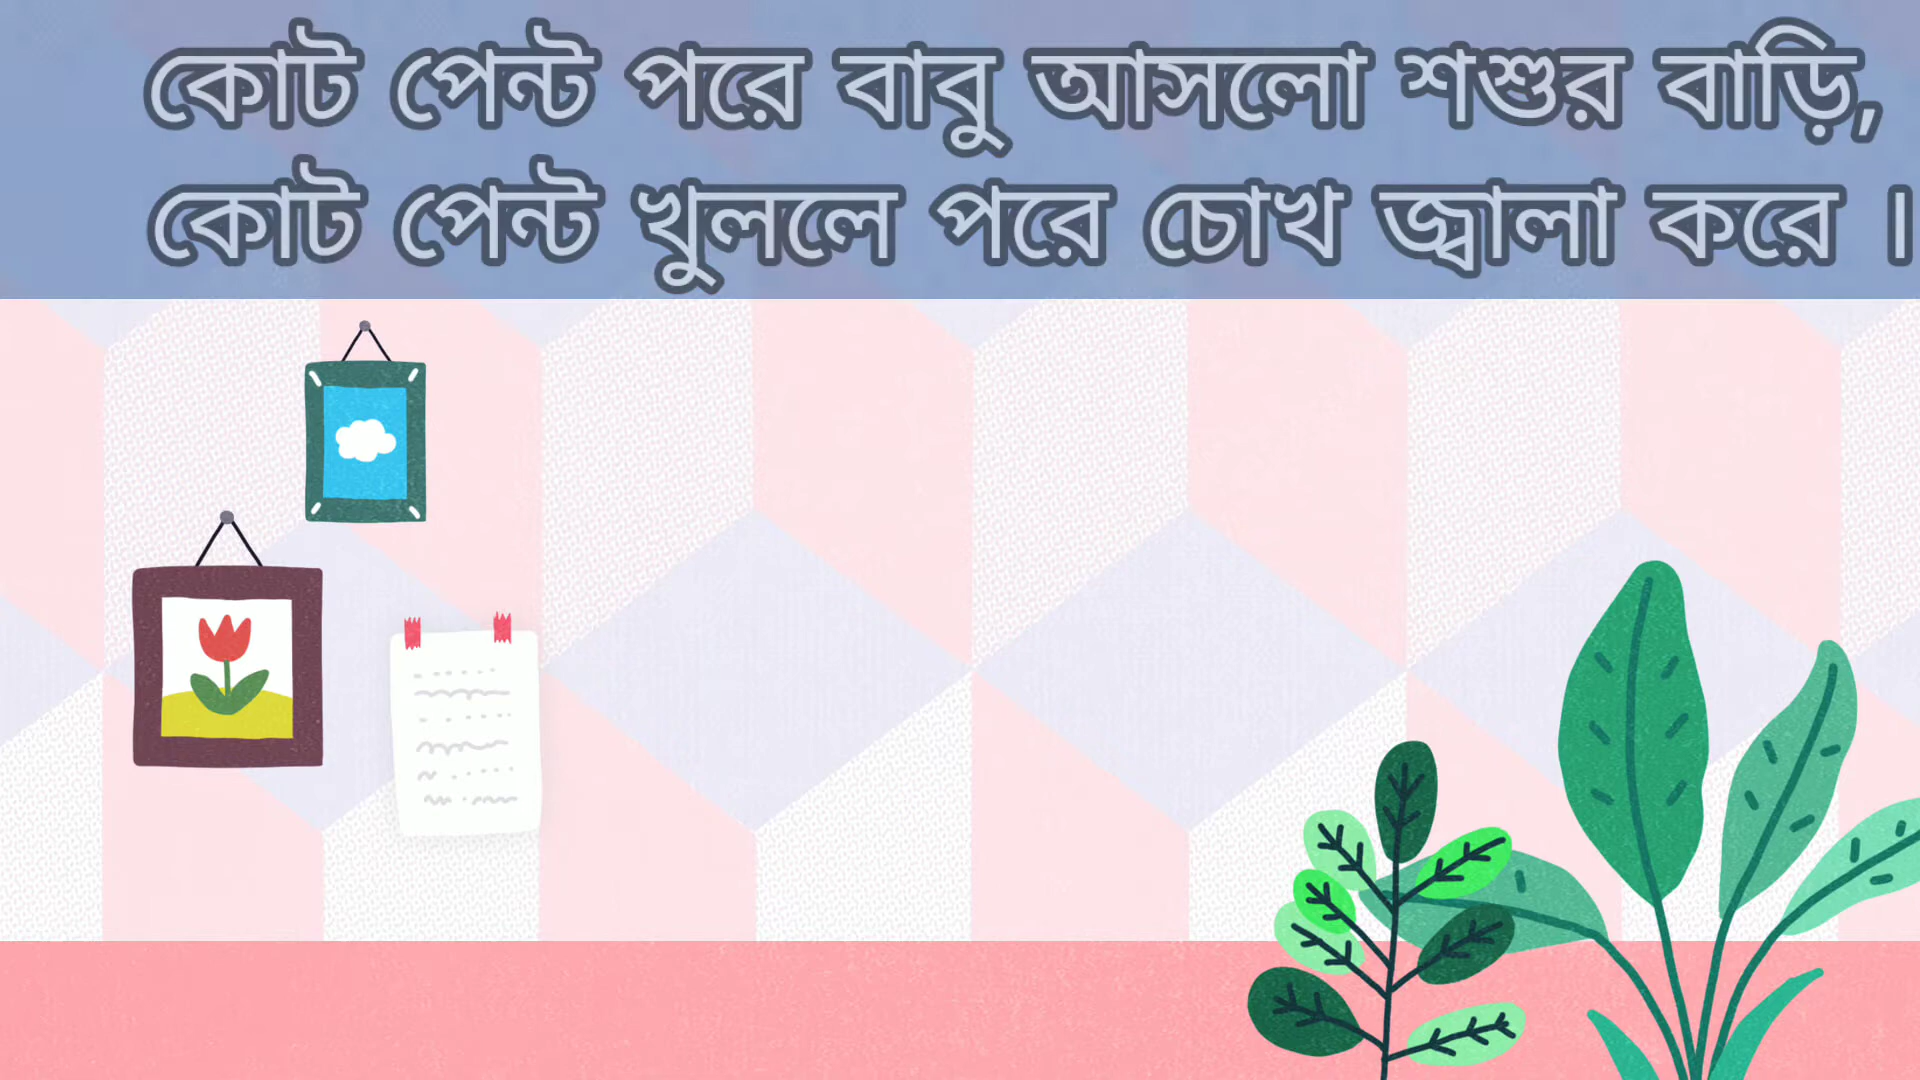 কোট পেন্ট পরে বাবু আসলো শশুর বাড়ি,
কোট পেন্ট খুললে পরে চোখ জ্বালা করে ।